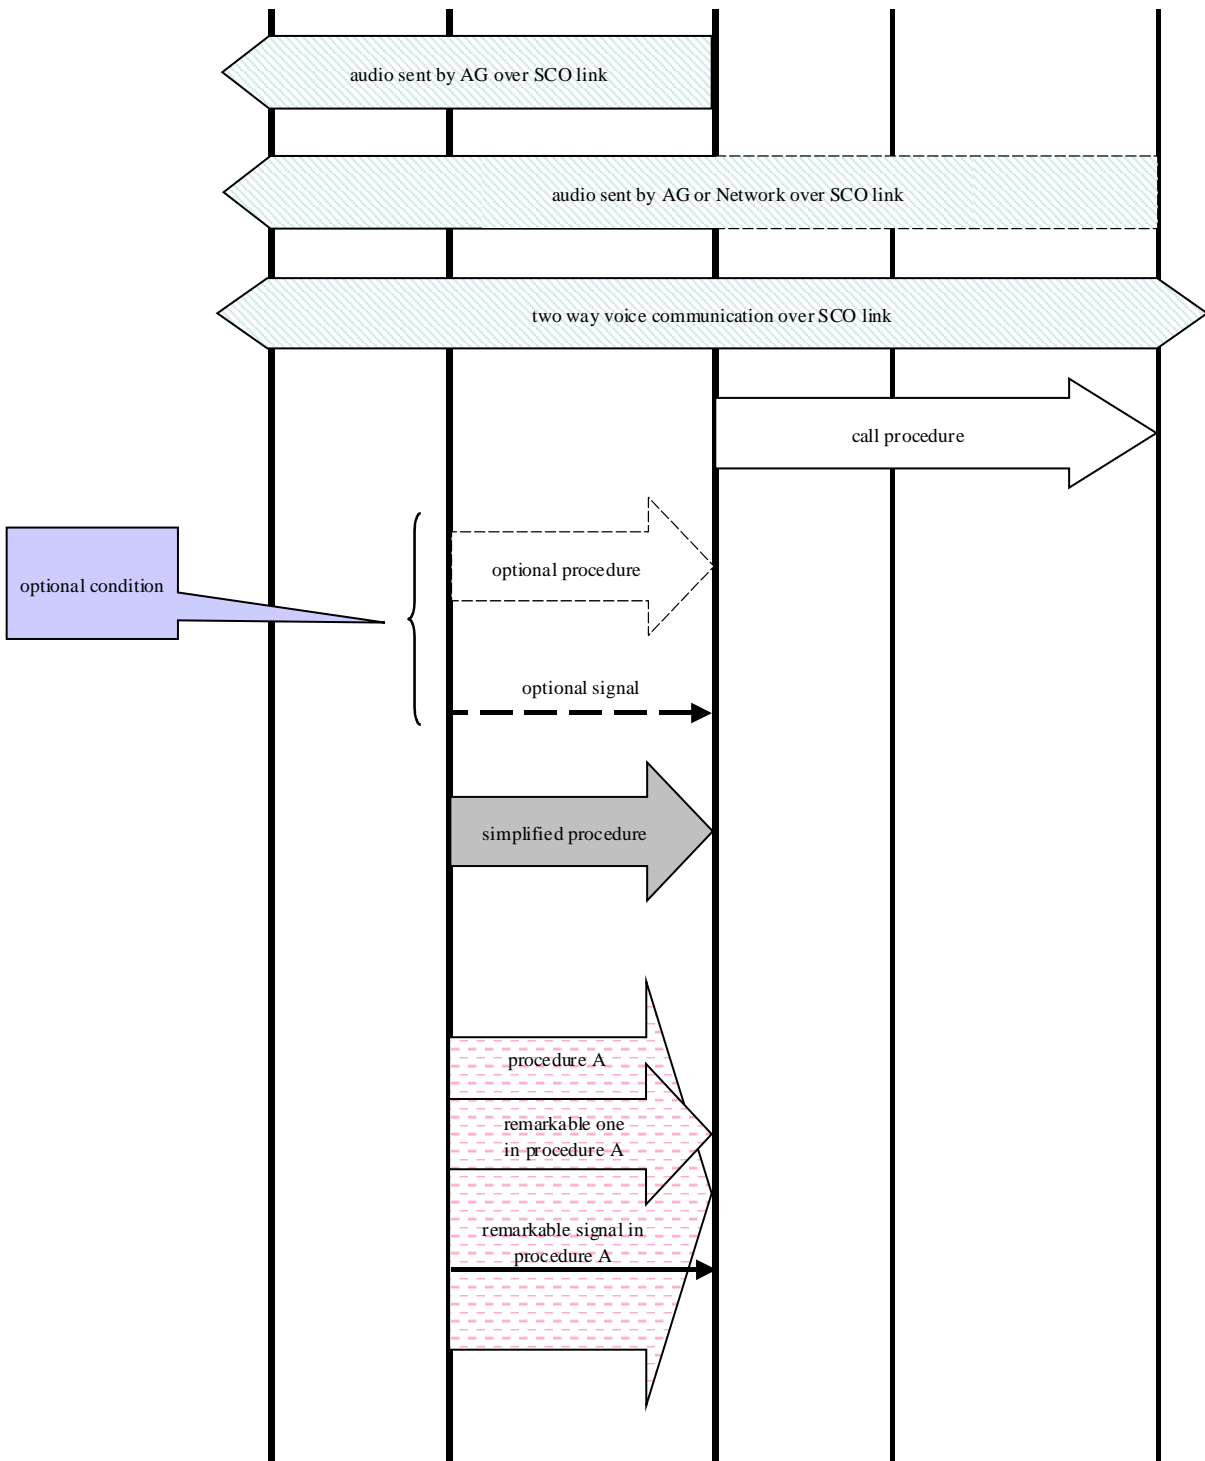 audio sent by AG over SCO link
audio sent by AG or Network over SCO link
two way voice communication over SCO link
call procedure
optional condition
optional procedure
optional signal
simplified procedure
procedure A
remarkable one
in procedure A
remarkable signal in
procedure A